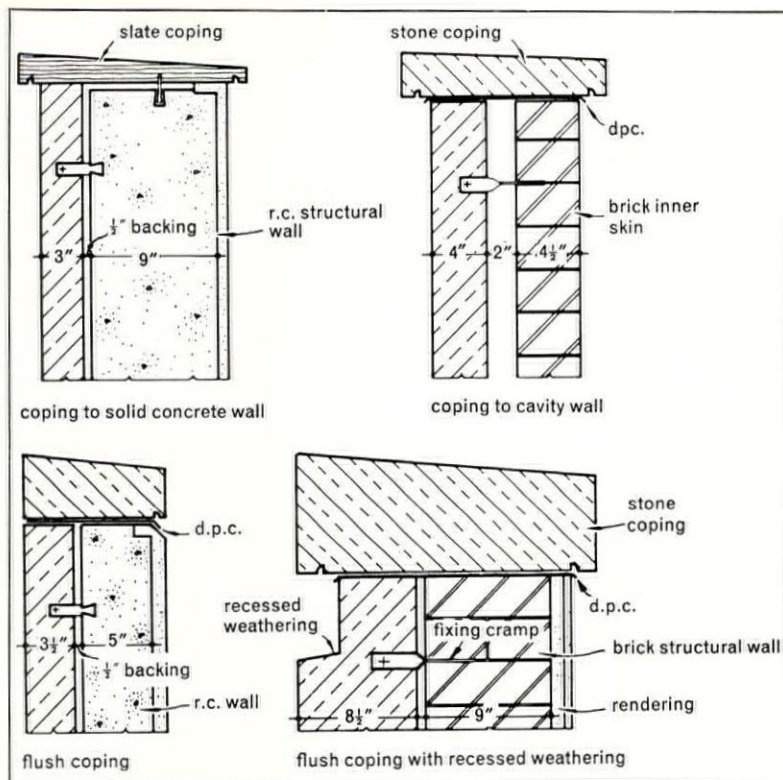 slate coping
r.c. structural
wall
½″ backing
3″
9″
coping to solid concrete wall
stone coping
dpc.
brick inner
skin
4″
2″
.4½″
coping to cavity wall
d.p.c.
3½″
5″
½″ backing
r.c. wall
flush coping
stone
coping
d.p.c.
recessed
weathering
fixing cramp
brick structural wall
rendering
8½″
9″
flush coping with recessed weathering